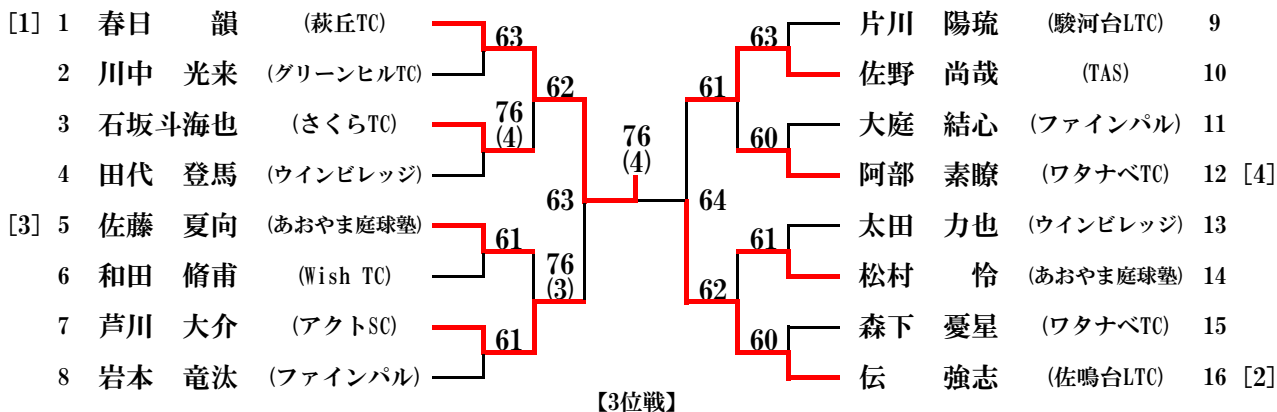 [1] 1 春日 韻 (萩丘TC)
2 川中 光来 (グリーンヒルTC)
3 石坂斗海也 (さくらTC)
4 田代 登馬 (ウインビレッジ)
[3] 5 佐藤 夏向 (あおやま庭球塾)
6 和田 脩甫 (Wish TC)
7 芦川 大介 (アクトSC)
8 岩本 竜汰 (ファインパル)
63
76
(4)
61
61
62
76
(3)
63
76
(4)
64
61
62
63
60
61
60
片川 陽琉 (駿河台LTC) 9
佐野 尚哉 (TAS) 10
大庭 結心 (ファインパル) 11
阿部 素瞭 (ワタナベTC) 12 [4]
太田 力也 (ウインビレッジ) 13
松村 怜 (あおやま庭球塾) 14
森下 憂星 (ワタナベTC) 15
伝 強志 (佐鳴台LTC) 16 [2]
【3位戦】